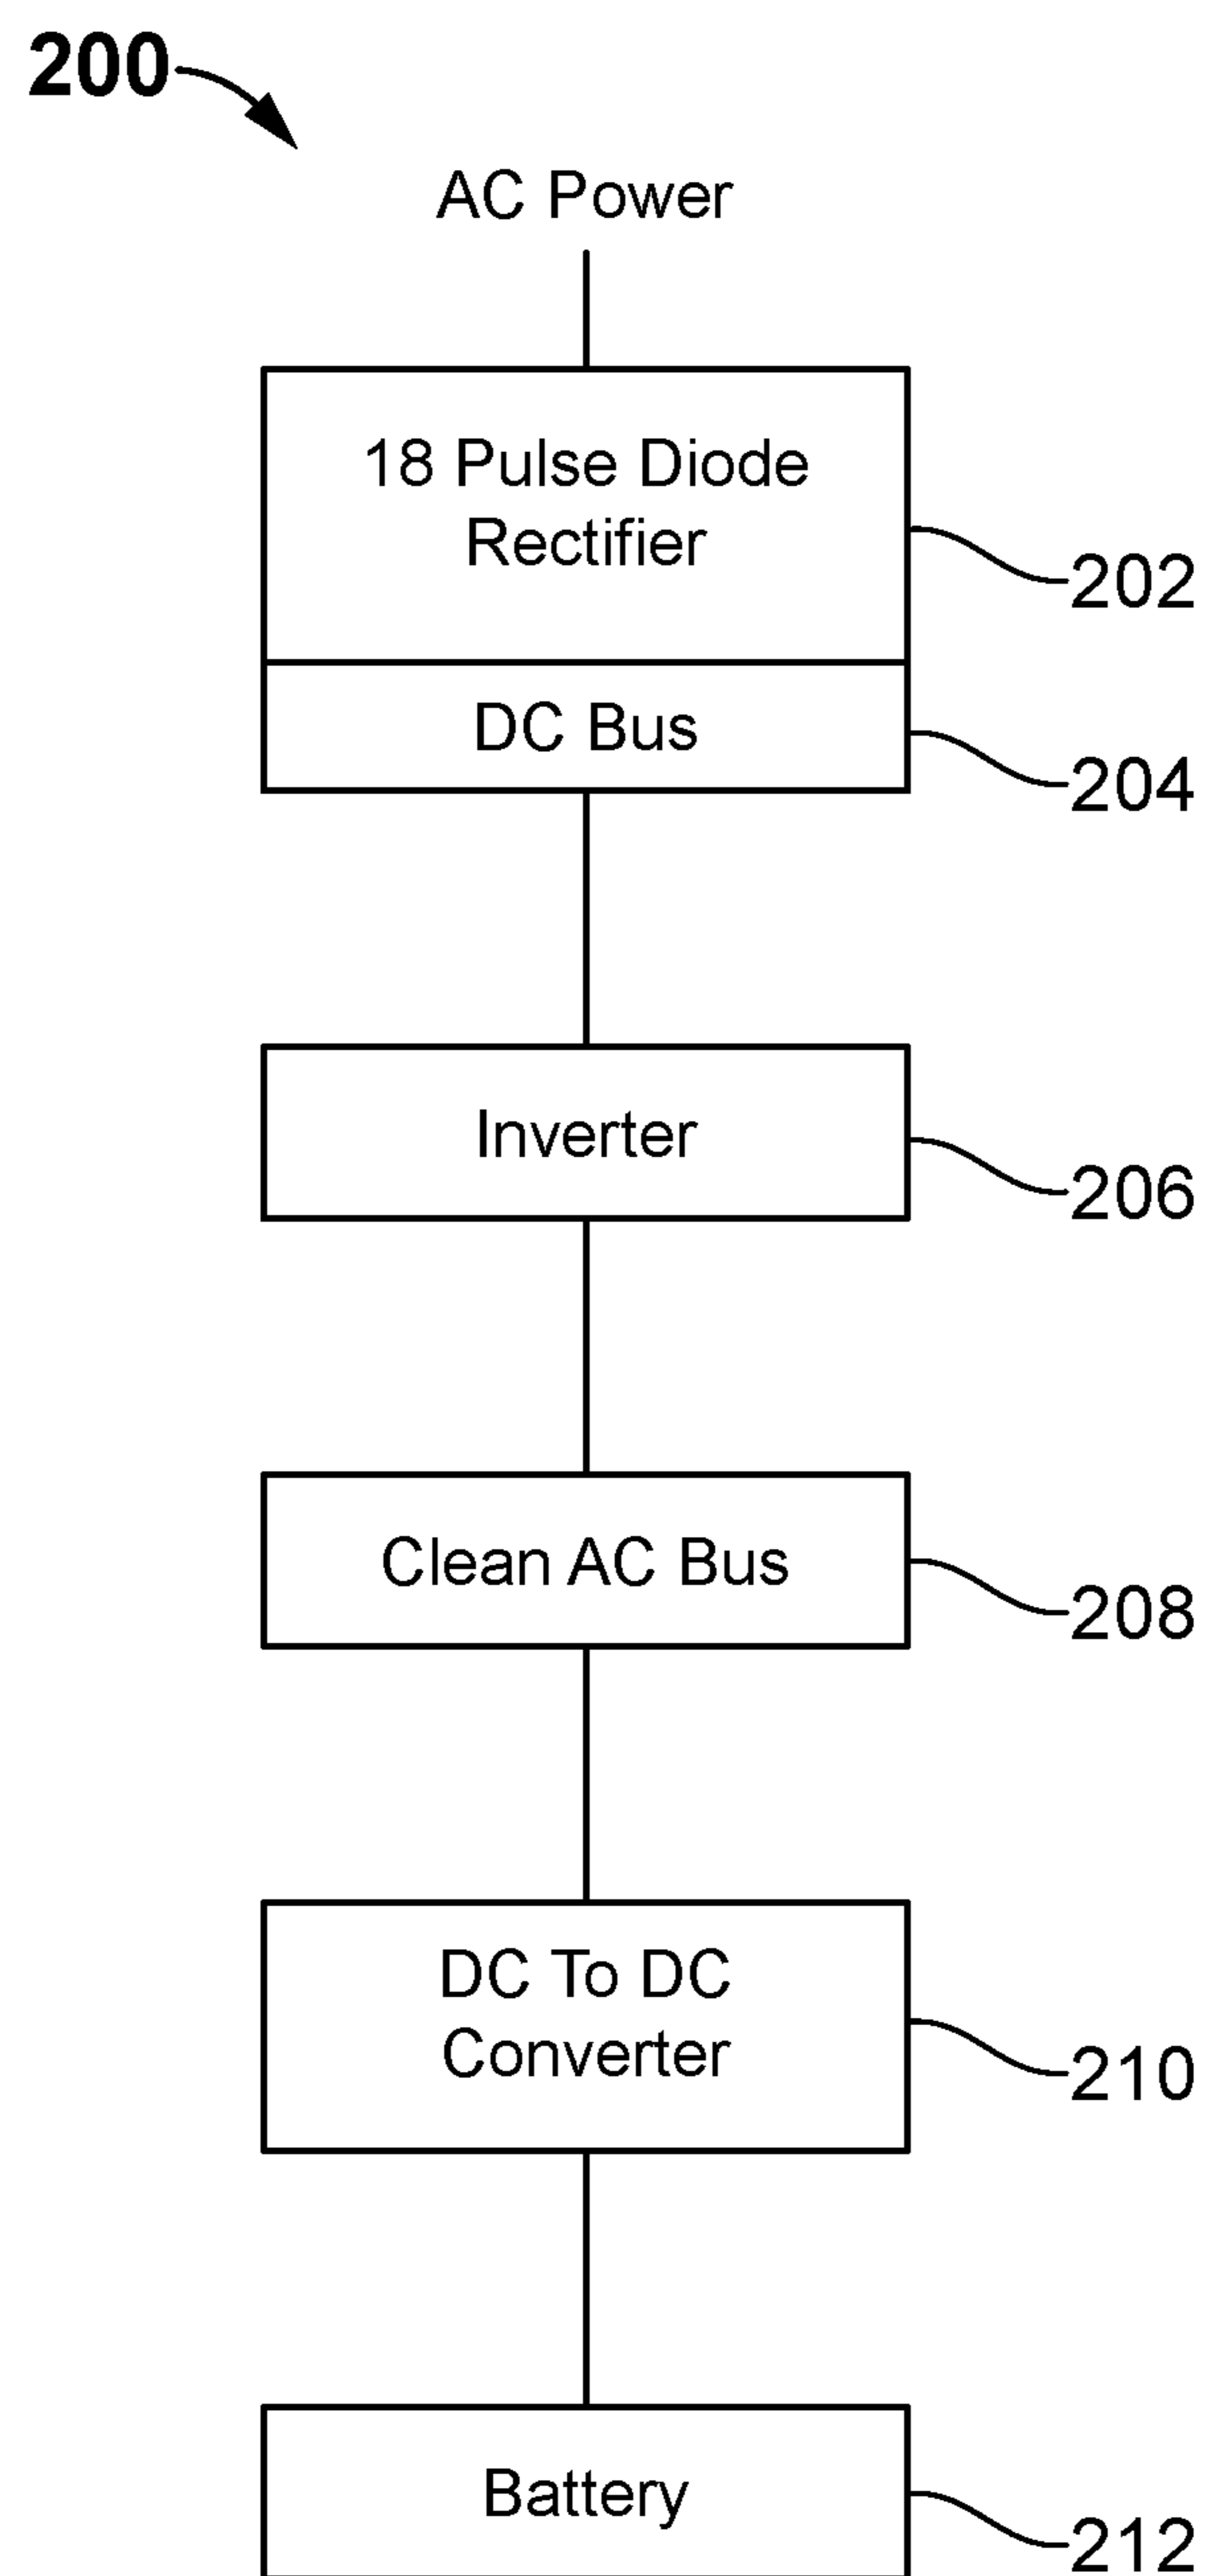 200
AC Power
18 Pulse Diode
Rectifier
202
DC Bus
204
Inverter
206
Clean AC Bus
208
DC To DC
Converter
210
Battery
212